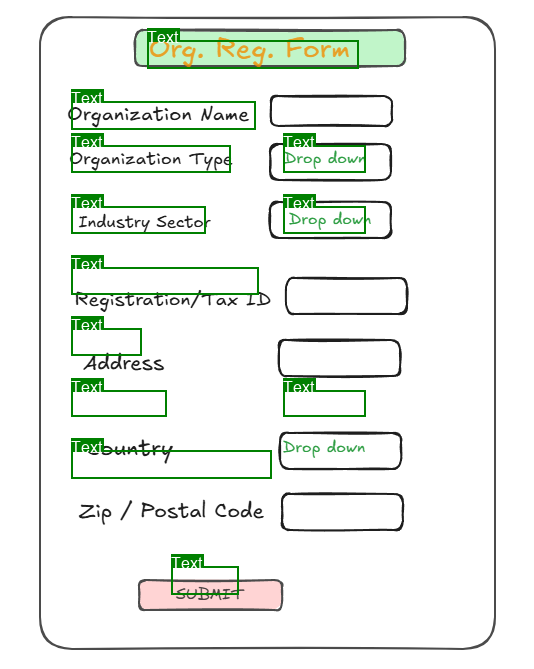 Text
Org. Reg. Form
Text
Organization Name
Text Text
Organization Type Drop down
Text Text
Industry Sector Drop down
Text
Registration/Tax ID
Text
Address
Text Text
Text
Country Drop down
Zip / Postal Code
Text
SUBMIT